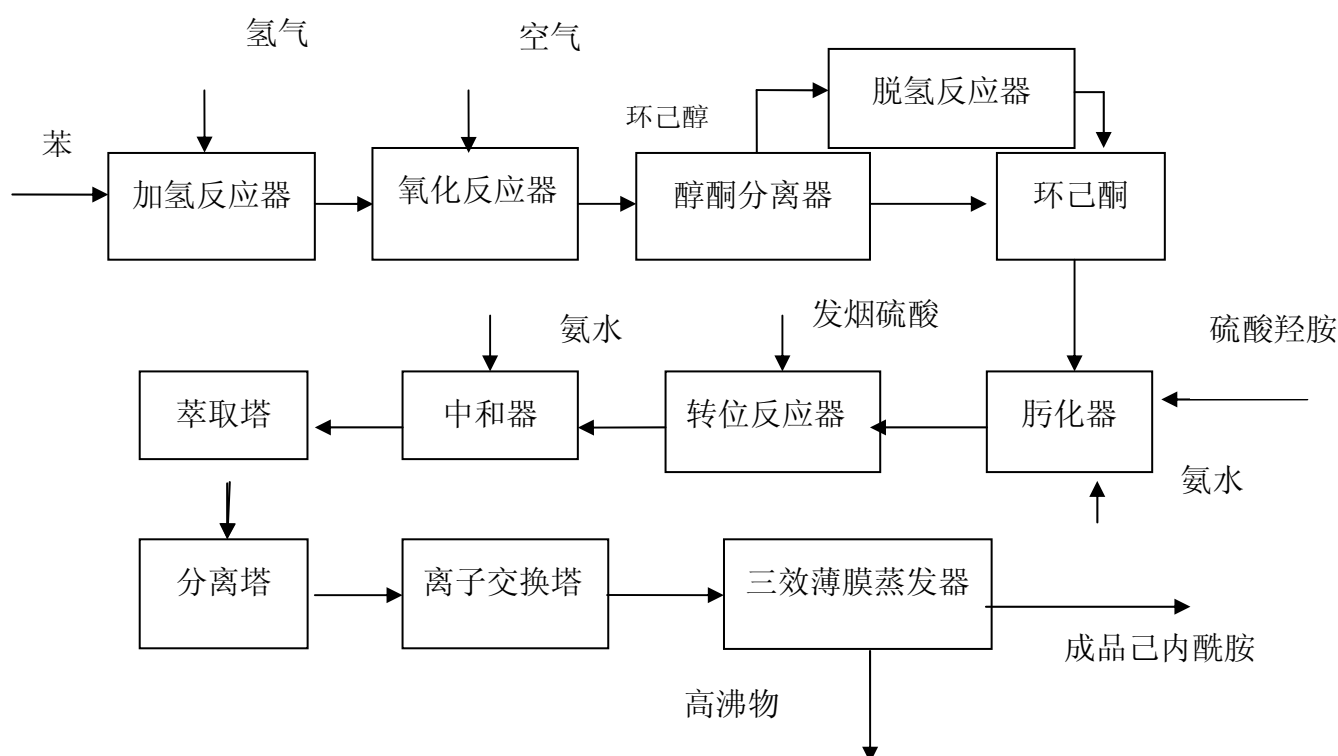 氢气
空气
脱氢反应器
环己醇
苯
加氢反应器
氧化反应器
醇酮分离器
环己酮
氨水
发烟硫酸
硫酸羟胺
萃取塔
中和器
转位反应器
肟化器
氨水
分离塔
离子交换塔
三效薄膜蒸发器
成品己内酰胺
高沸物